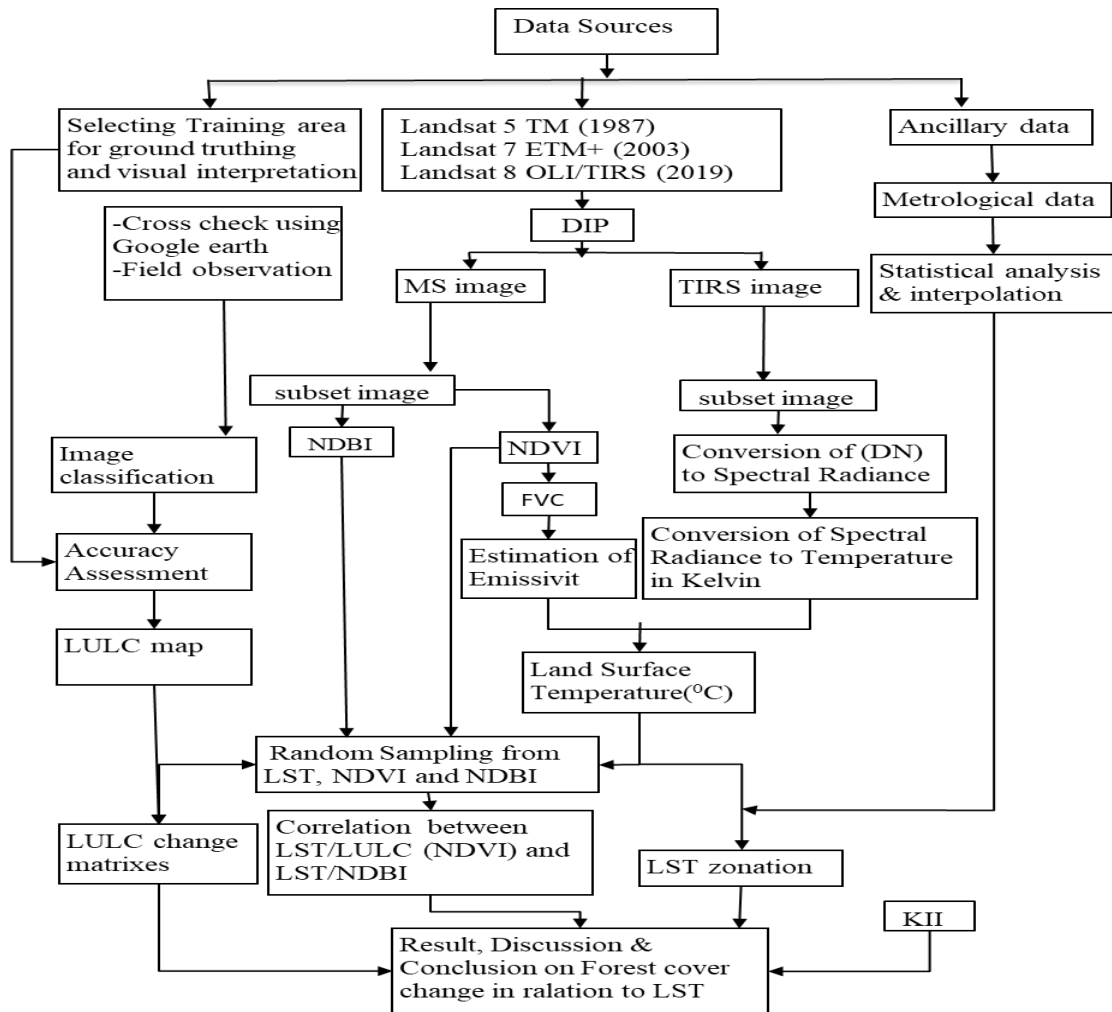 Data Sources
Selecting Training area
for ground truthing
and visual interpretation
Landsat 5 TM (1987)
Landsat 7 ETM+ (2003)
Landsat 8 OLI/TIRS (2019)
Ancillary data
Metrological data
-Cross check using
Google earth
-Field observation
DIP
MS image
TIRS image
Statistical analysis
& interpolation
subset image
subset image
NDBI
NDVI
Conversion of (DN)
to Spectral Radiance
Image
classification
FVC
Accuracy
Assessment
Estimation of
Emissivit
Conversion of Spectral
Radiance to Temperature
in Kelvin
LULC map
Land Surface
Temperature(⁰C)
Random Sampling from
LST, NDVI and NDBI
LULC change
matrixes
Correlation between
LST/LULC (NDVI) and
LST/NDBI
LST zonation
KII
Result, Discussion &
Conclusion on Forest cover
change in ralation to LST